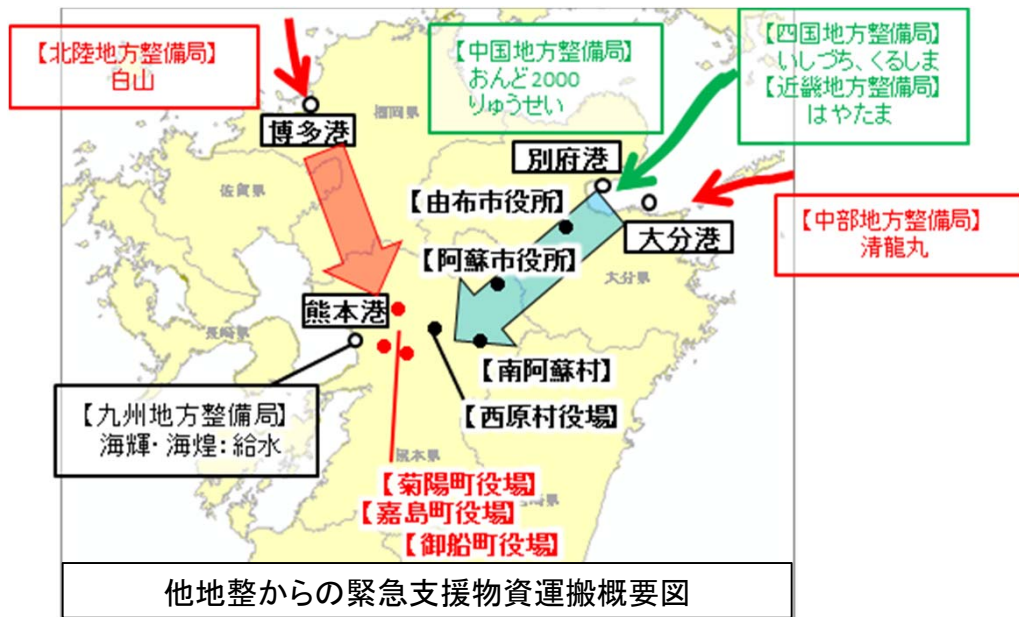 【北陸地方整備局】
白山
【中国地方整備局】
おんど2000
りゅうせい
【四国地方整備局】
いしづち、くるしま
【近畿地方整備局】
はやたま
博多港
福岡県
別府港
佐賀県
【由布市役所】
大分港
【中部地方整備局】
清龍丸
【阿蘇市役所】
大分県
熊本港
長崎県
【南阿蘇村】
【九州地方整備局】
海輝・海煌:給水
【西原村役場】
熊本県
【菊陽町役場】
【嘉島町役場】
【御船町役場】
他地整からの緊急支援物資運搬概要図